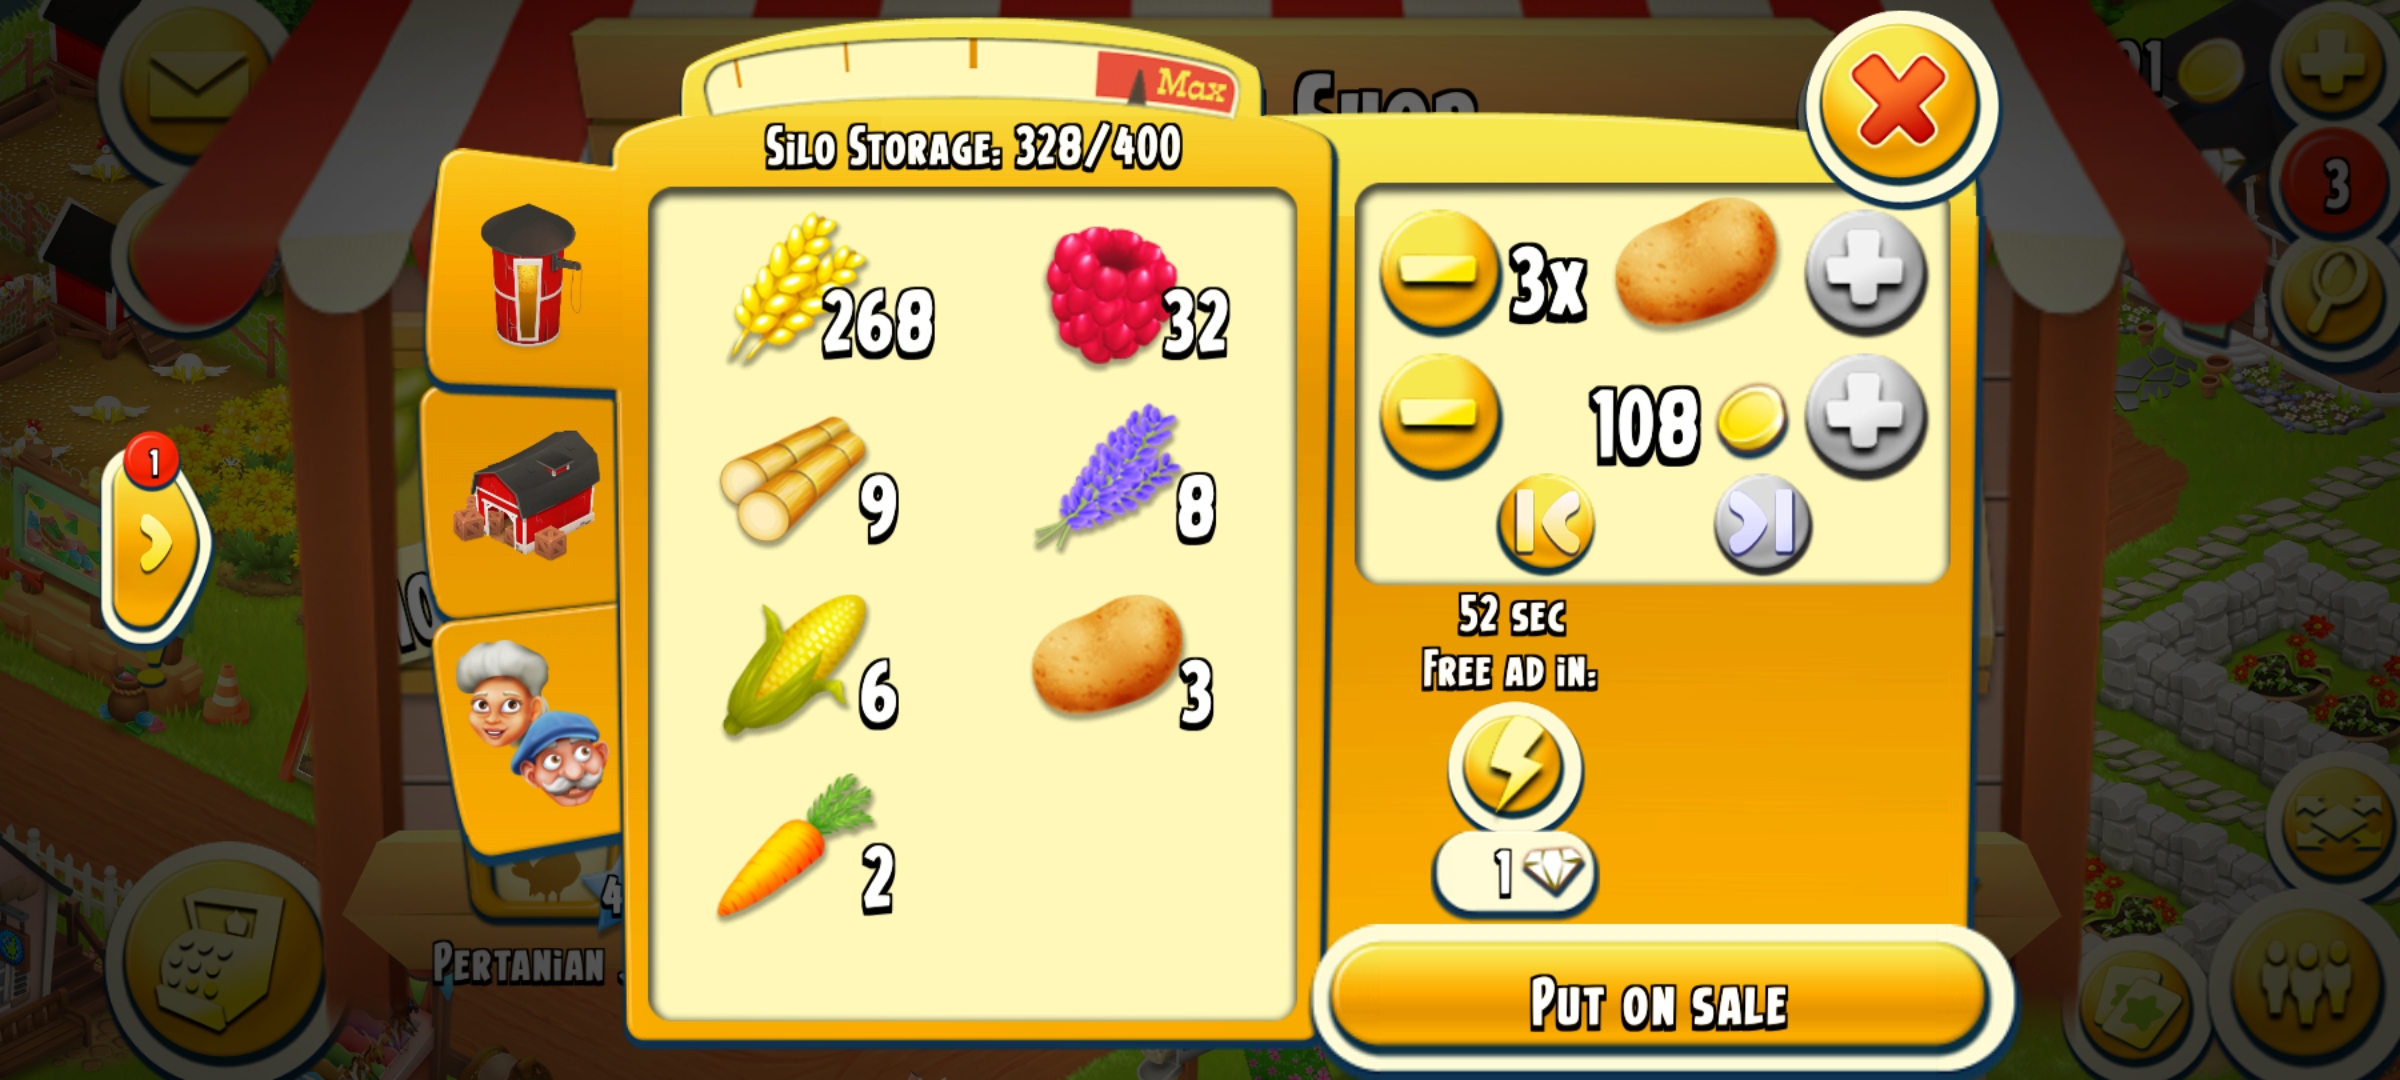 Max
Shop
SILO STORAGE: 328/400
3
268
32
3x
9
8
108
1
6
3
52 SEC
FREE AD IN:
2
1
PERTANIAN
PUT ON SALE